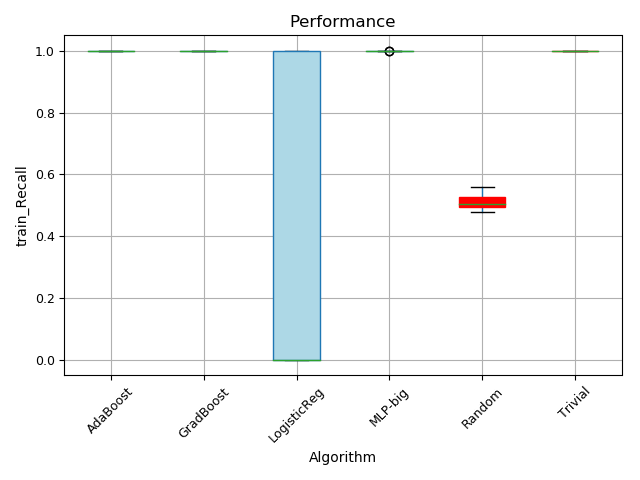 Performance
train_Recall
1.0
0.8
0.6
0.4
0.2
0.0
AdaBoost
GradBoost
LogisticReg
MLP-big
Random
Trivial
Algorithm